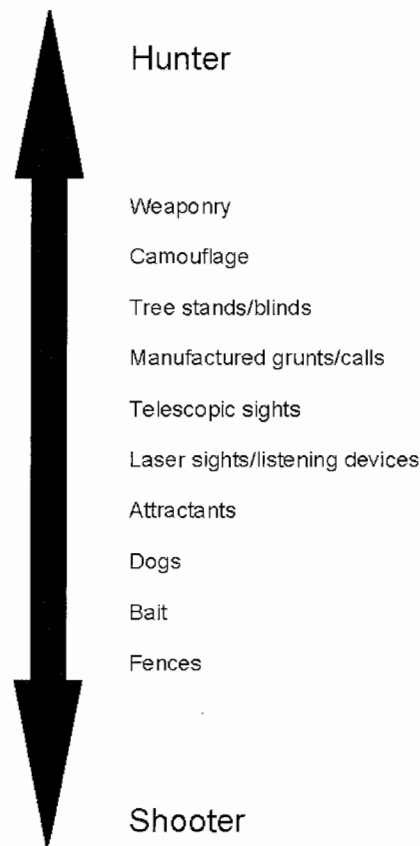 Hunter
Weaponry
Camouflage
Tree stands/blinds
Manufactured grunts/calls
Telescopic sights
Laser sights/listening devices
Attractants
Dogs
Bait
Fences
Shooter